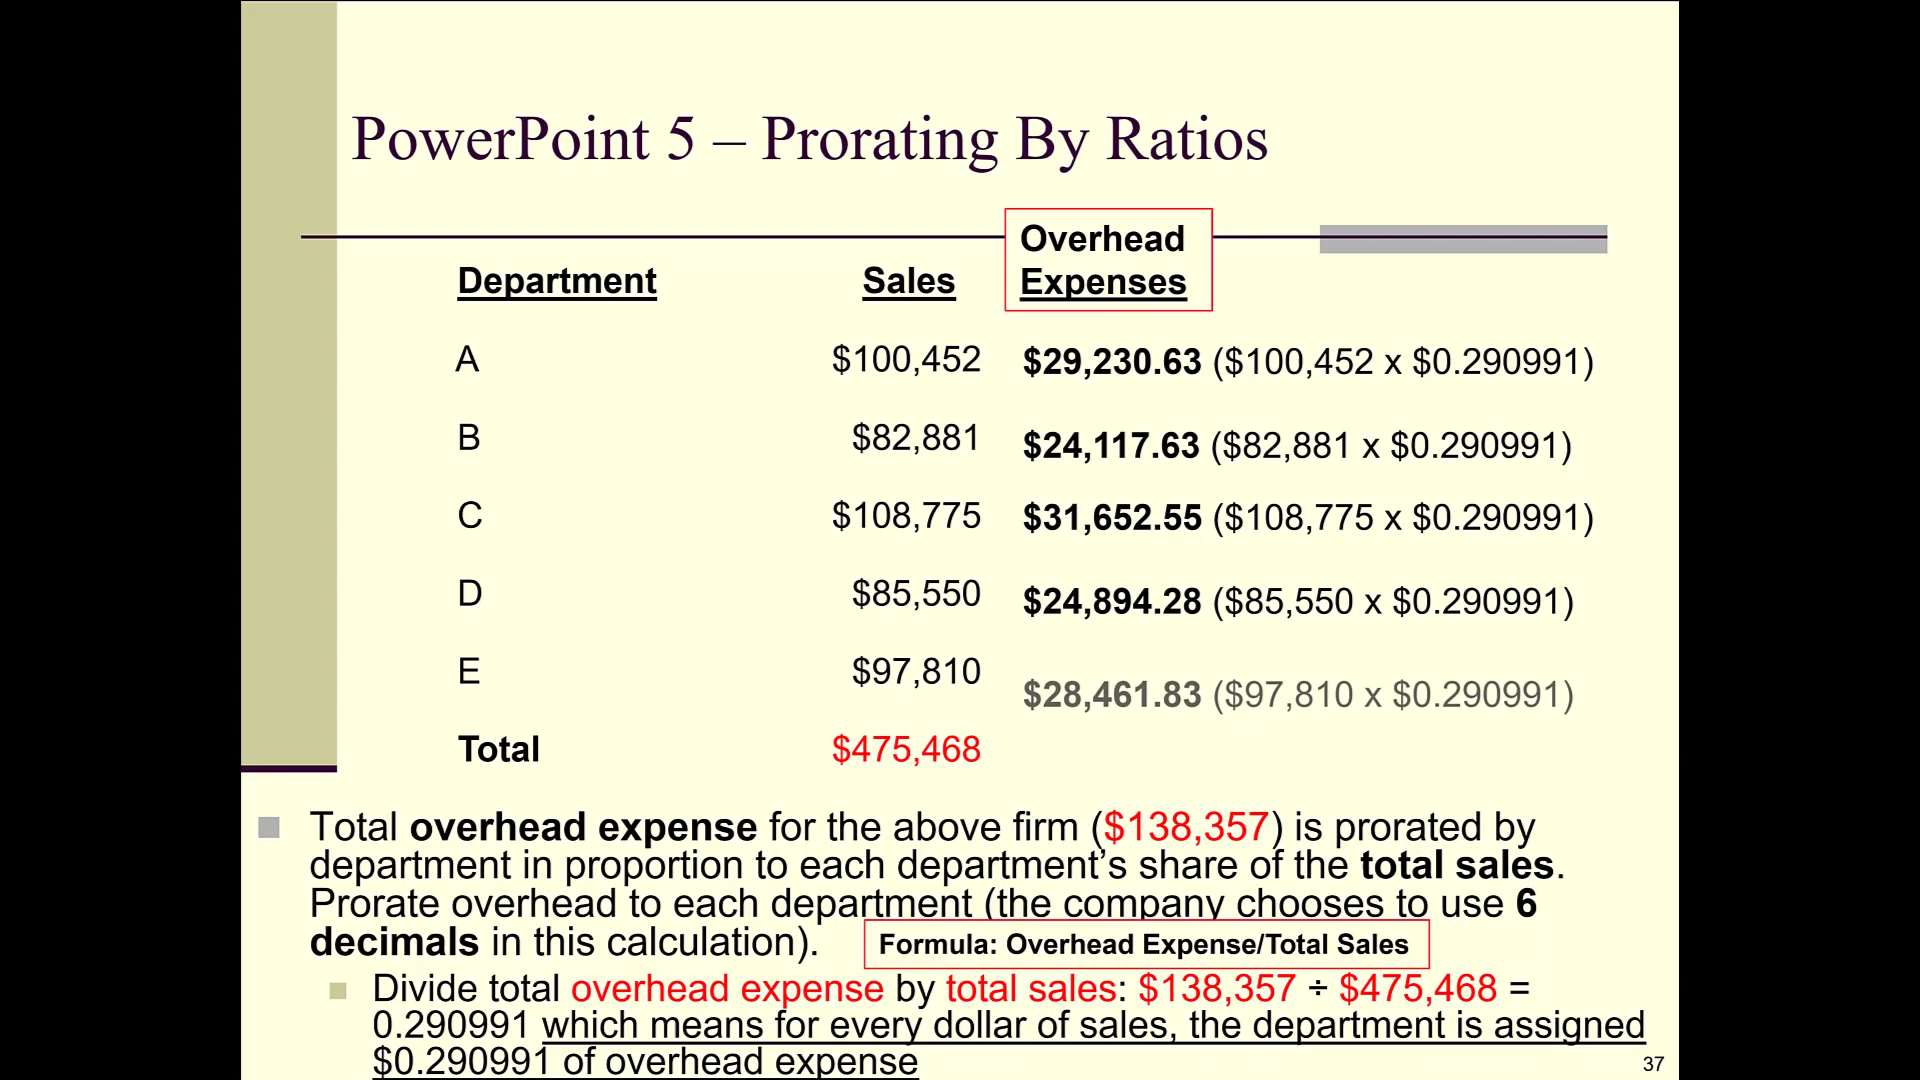 PowerPoint 5 – Prorating By Ratios
Department Sales Overhead Expenses
A $100,452 $29,230.63 ($100,452 x $0.290991)
B $82,881 $24,117.63 ($82,881 x $0.290991)
C $108,775 $31,652.55 ($108,775 x $0.290991)
D $85,550 $24,894.28 ($85,550 x $0.290991)
E $97,810 $28,461.83 ($97,810 x $0.290991)
Total $475,468
Total overhead expense for the above firm ($138,357) is prorated by
department in proportion to each department’s share of the total sales.
Prorate overhead to each department (the company chooses to use 6
decimals in this calculation). Formula: Overhead Expense/Total Sales
Divide total overhead expense by total sales: $138,357 ÷ $475,468 =
0.290991 which means for every dollar of sales, the department is assigned
$0.290991 of overhead expense
37